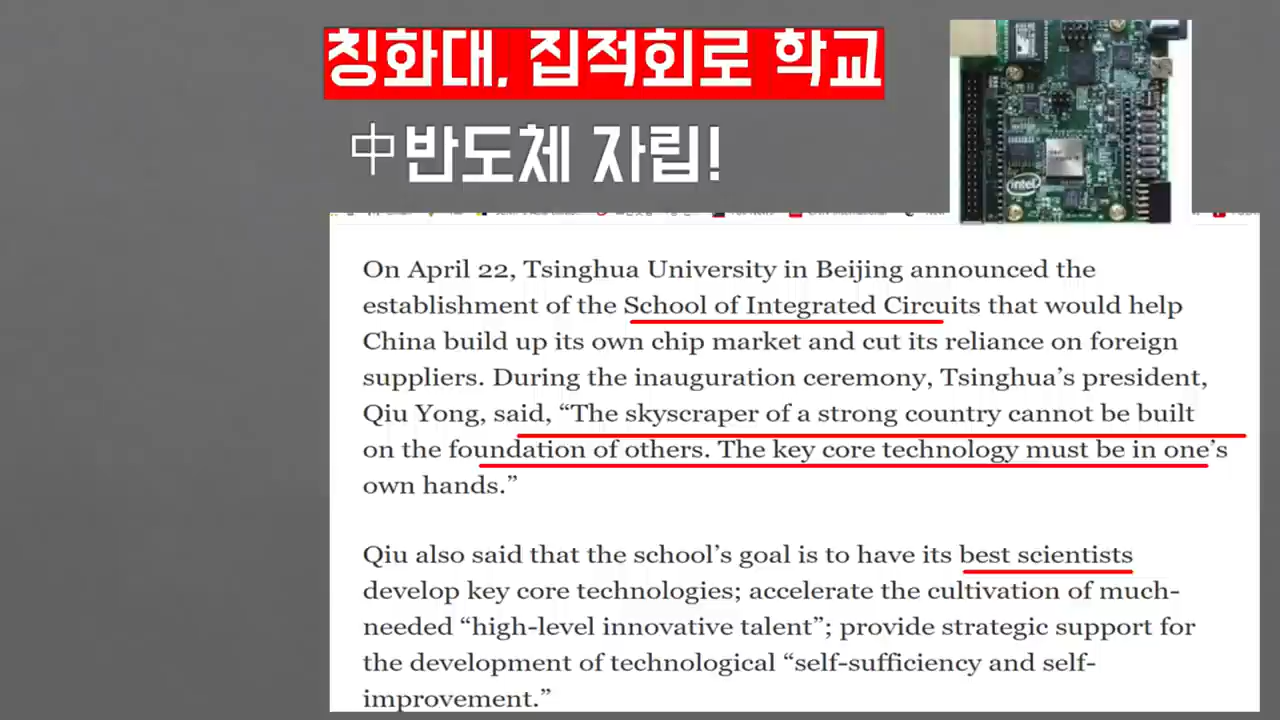 칭화대, 집적회로 학교
中반도체 자립!
intel
On April 22, Tsinghua University in Beijing announced the
establishment of the School of Integrated Circuits that would help
China build up its own chip market and cut its reliance on foreign
suppliers. During the inauguration ceremony, Tsinghua’s president,
Qiu Yong, said, “The skyscraper of a strong country cannot be built
on the foundation of others. The key core technology must be in one’s
own hands.”
Qiu also said that the school’s goal is to have its best scientists
develop key core technologies; accelerate the cultivation of much-
needed “high-level innovative talent”; provide strategic support for
the development of technological “self-sufficiency and self-
improvement.”